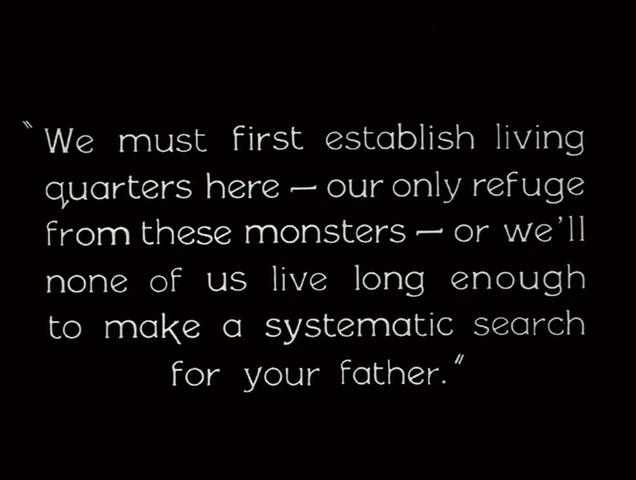 "We must first establish living
quarters here — our only refuge
from these monsters — or we'll
none of us live long enough
to make a systematic search
for your father."